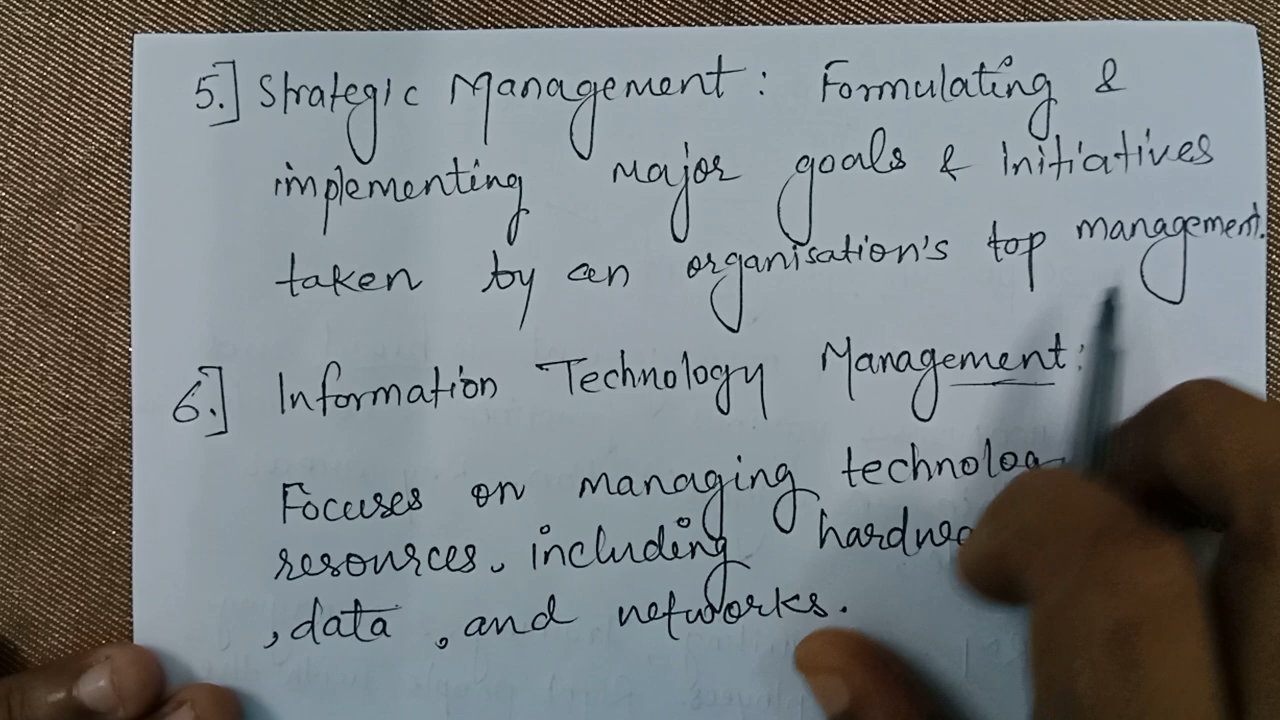 5.] Strategic Management : Formulating &
implementing major goals & initiatives
taken by an organisation's top management.
6.] Information Technology Management:
Focuses on managing
resources, including
, data , and networks.